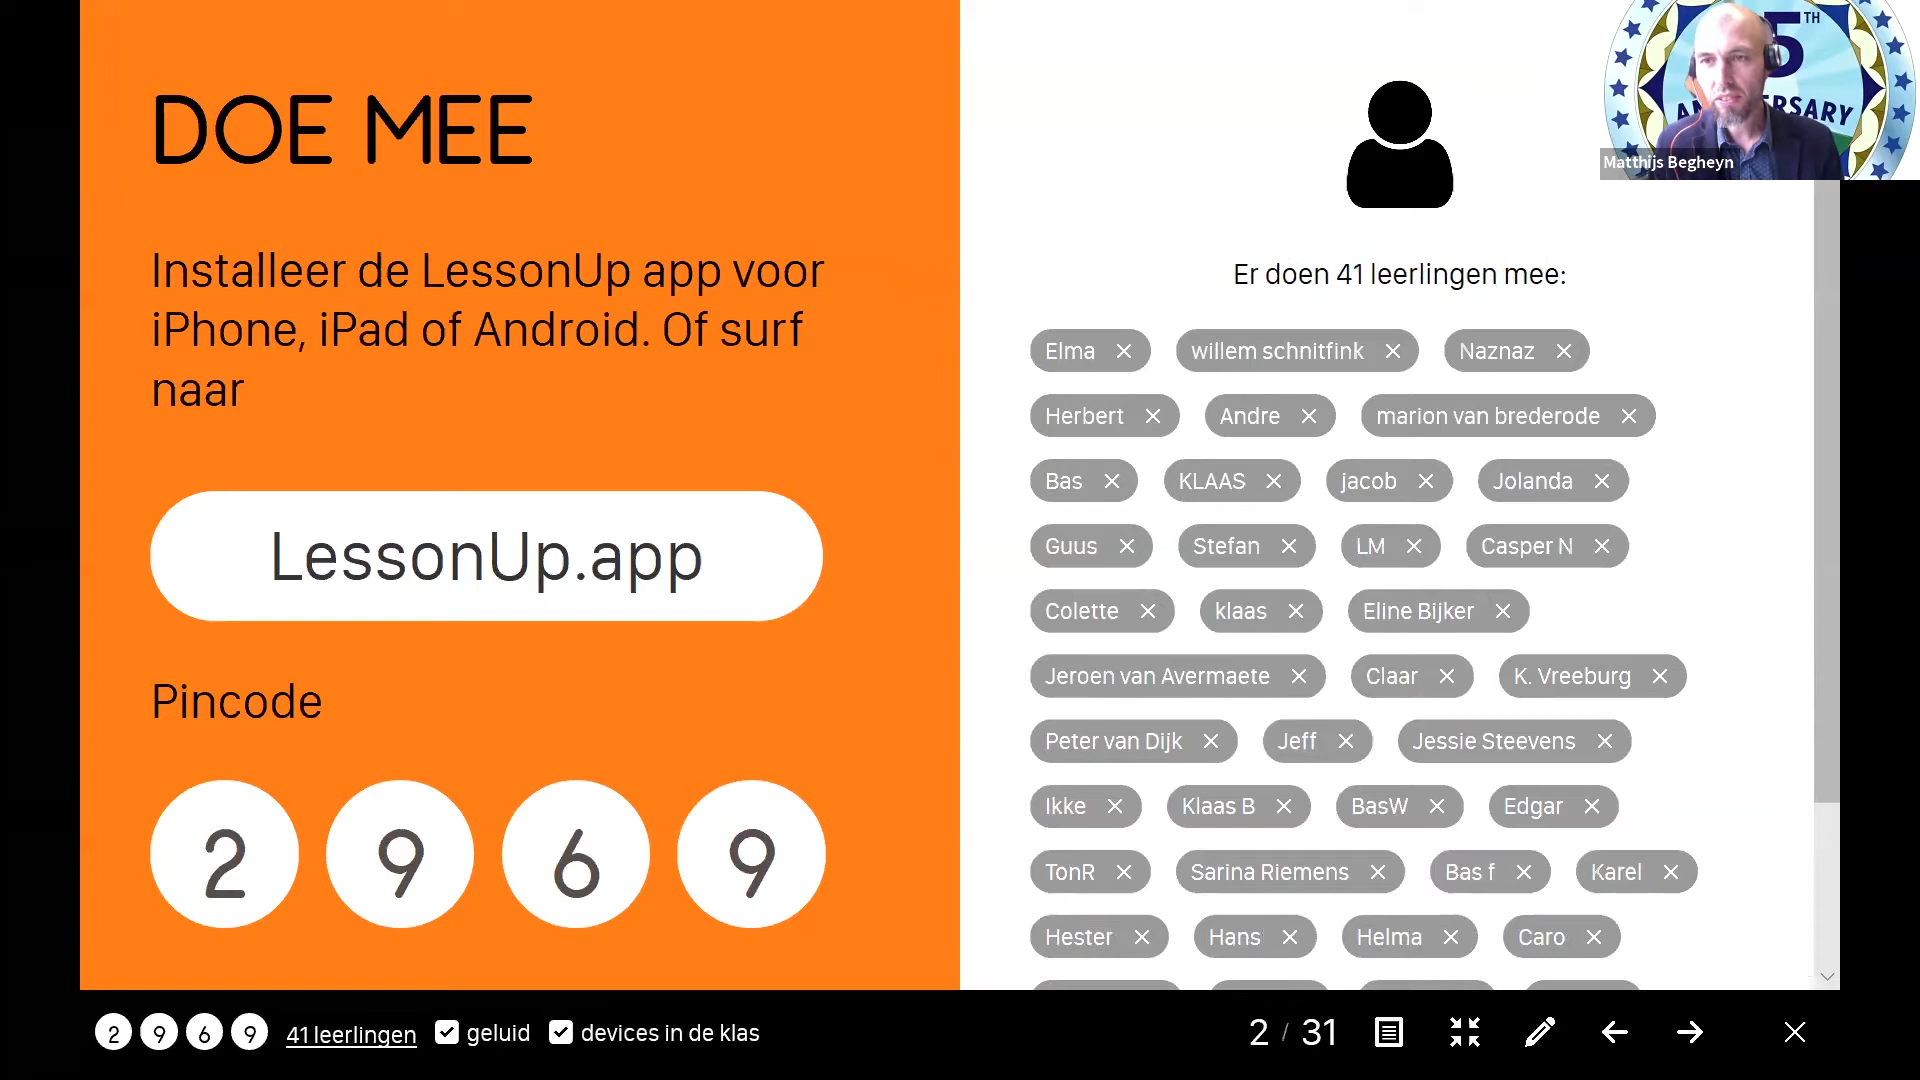 DOE MEE
Installeer de LessonUp app voor
iPhone, iPad of Android. Of surf
naar
LessonUp.app
Pincode
2 9 6 9
5TH
Matthijs Begheyn
Er doen 41 leerlingen mee:
Elma willem schnitfink Naznaz
Herbert Andre marion van brederode
Bas KLAAS jacob Jolanda
Guus Stefan LM Casper N
Colette klaas Eline Bijker
Jeroen van Avermaete Claar K. Vreeburg
Peter van Dijk Jeff Jessie Steevens
Ikke Klaas B BasW Edgar
TonR Sarina Riemens Bas f Karel
Hester Hans Helma Caro
2 9 6 9 41 leerlingen geluid devices in de klas 2 / 31